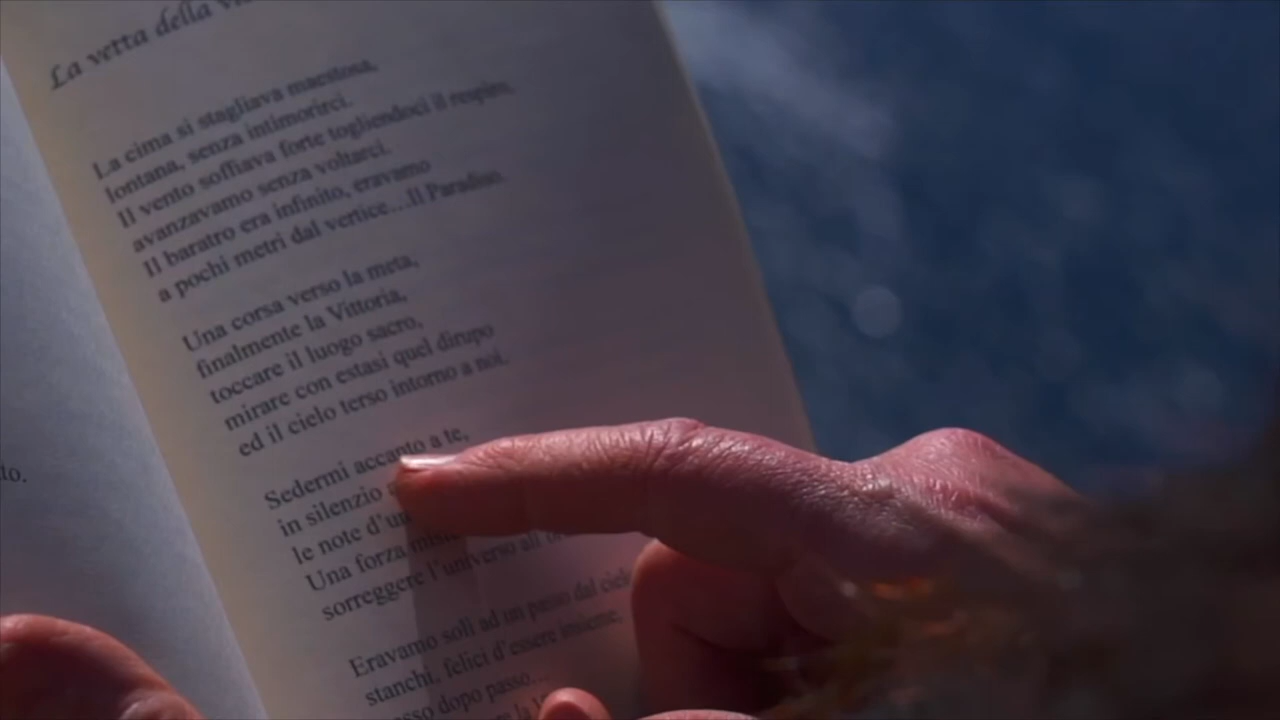 La vetta della
La cima si stagliava maestosa,
lontana, senza intimorirci.
Il vento soffiava forte togliendoci il respiro,
avanzavamo senza voltarci.
Il baratro era infinito, eravamo
a pochi metri dal vertice...Il Paradiso.
Una corsa verso la meta,
finalmente la Vittoria,
toccare il luogo sacro,
mirare con estasi quel dirupo
ed il cielo terso intorno a noi.
Sedermi accanto a te,
in silenzio
le note d'un
Una forza
sorreggere l'universo
Eravamo soli ad un passo dal
stanchi, felici d'essere insieme,
dopo passo...
la
to.